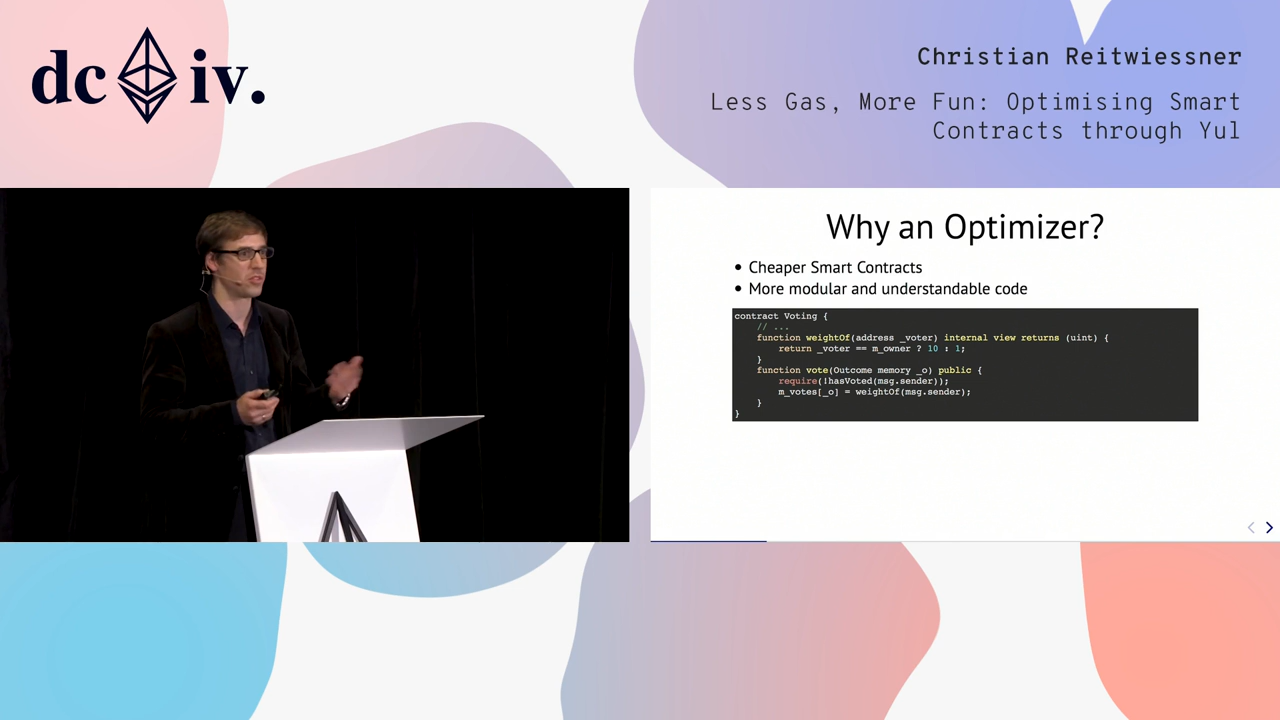 dc iv.
Christian Reitwiessner
Less Gas, More Fun: Optimising Smart
Contracts through Yul
Why an Optimizer?
• Cheaper Smart Contracts
• More modular and understandable code
contract Voting {
    // ...
    function weightOf(address _voter) internal view returns (uint) {
        return _voter == m_owner ? 10 : 1;
    }
    function vote(Outcome memory _o) public {
        require(!hasVoted(msg.sender));
        m_votes[_o] = weightOf(msg.sender);
    }
}